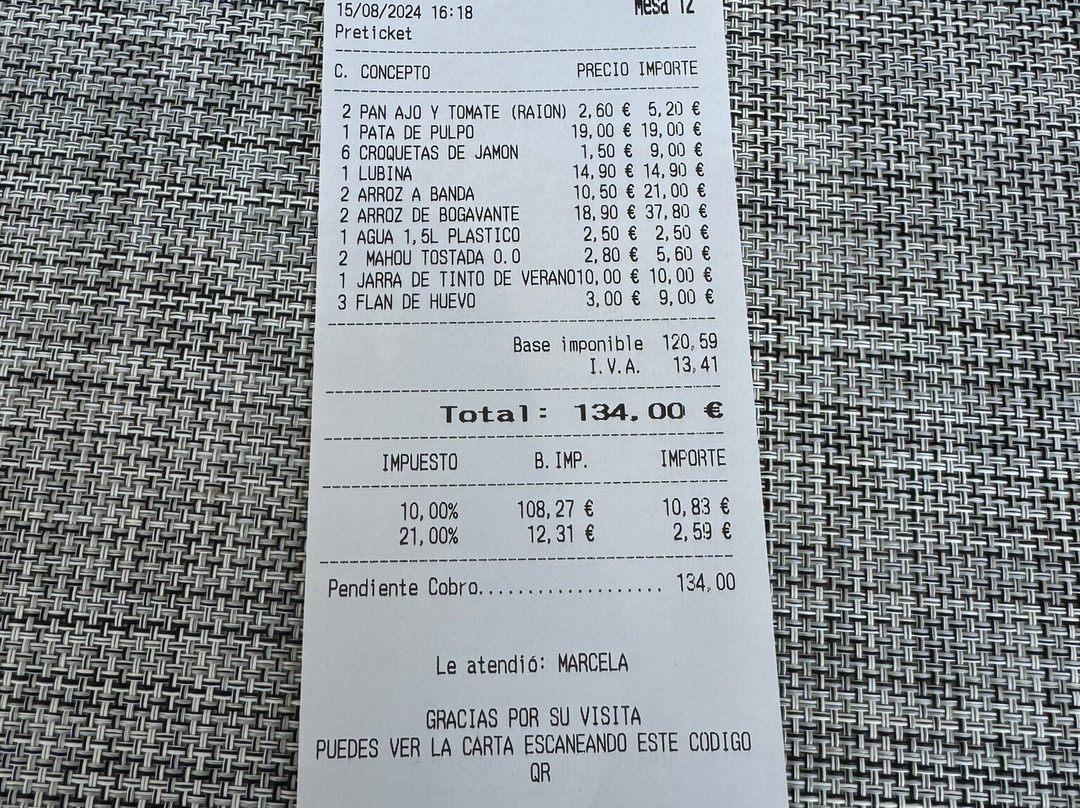 15/08/2024 16:18 Mesa 12
Preticket
C. CONCEPTO PRECIO IMPORTE
2 PAN AJO Y TOMATE (RAION) 2,60 € 5,20 €
1 PATA DE PULPO 19,00 € 19,00 €
6 CROQUETAS DE JAMON 1,50 € 9,00 €
1 LUBINA 14,90 € 14,90 €
2 ARROZ A BANDA 10,50 € 21,00 €
2 ARROZ DE BOGAVANTE 18,90 € 37,80 €
1 AGUA 1,5L PLASTICO 2,50 € 2,50 €
2 MAHOU TOSTADA 0.0 2,80 € 5,60 €
1 JARRA DE TINTO DE VERANO10,00 € 10,00 €
3 FLAN DE HUEVO 3,00 € 9,00 €
Base imponible 120,59
I.V.A. 13,41
Total: 134,00 €
IMPUESTO B.IMP. IMPORTE
10,00% 108,27 € 10,83 €
21,00% 12,31 € 2,59 €
Pendiente Cobro................... 134,00
Le atendió: MARCELA
GRACIAS POR SU VISITA
PUEDES VER LA CARTA ESCANEANDO ESTE CODIGO
QR